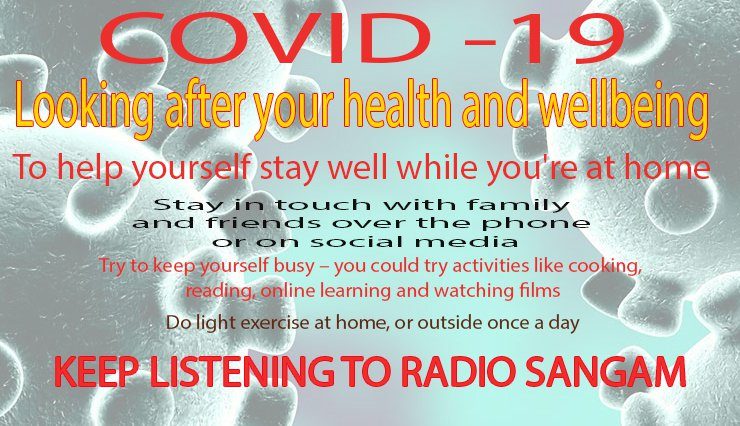 COVID -19
Looking after your health and wellbeing
To help yourself stay well while you're at home
Stay in touch with family
and friends over the phone
or on social media
Try to keep yourself busy – you could try activities like cooking,
reading, online learning and watching films
Do light exercise at home, or outside once a day
KEEP LISTENING TO RADIO SANGAM